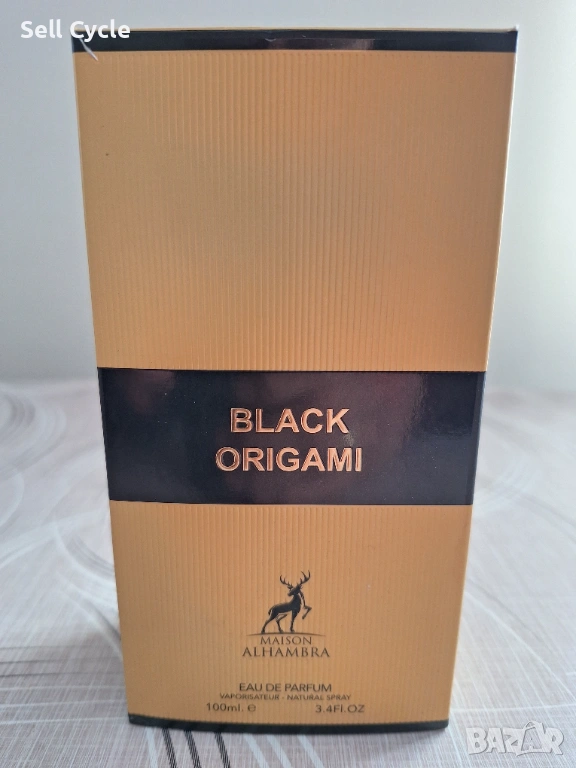 Sell Cycle
BLACK
ORIGAMI
MAISON
ALHAMBRA
EAU DE PARFUM
VAPORISATEUR - NATURAL SPRAY
100ml. e 3.4Fl.OZ
BAZAR